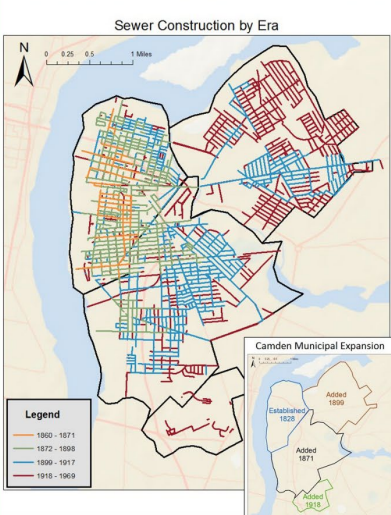 Sewer Construction by Era
N
0 0.25 0.5 1 Miles
Legend
1860 - 1871
1872 - 1898
1899 - 1917
1918 - 1969
Camden Municipal Expansion
N
Added
1899
Established
1828
Added
1871
Added
1918